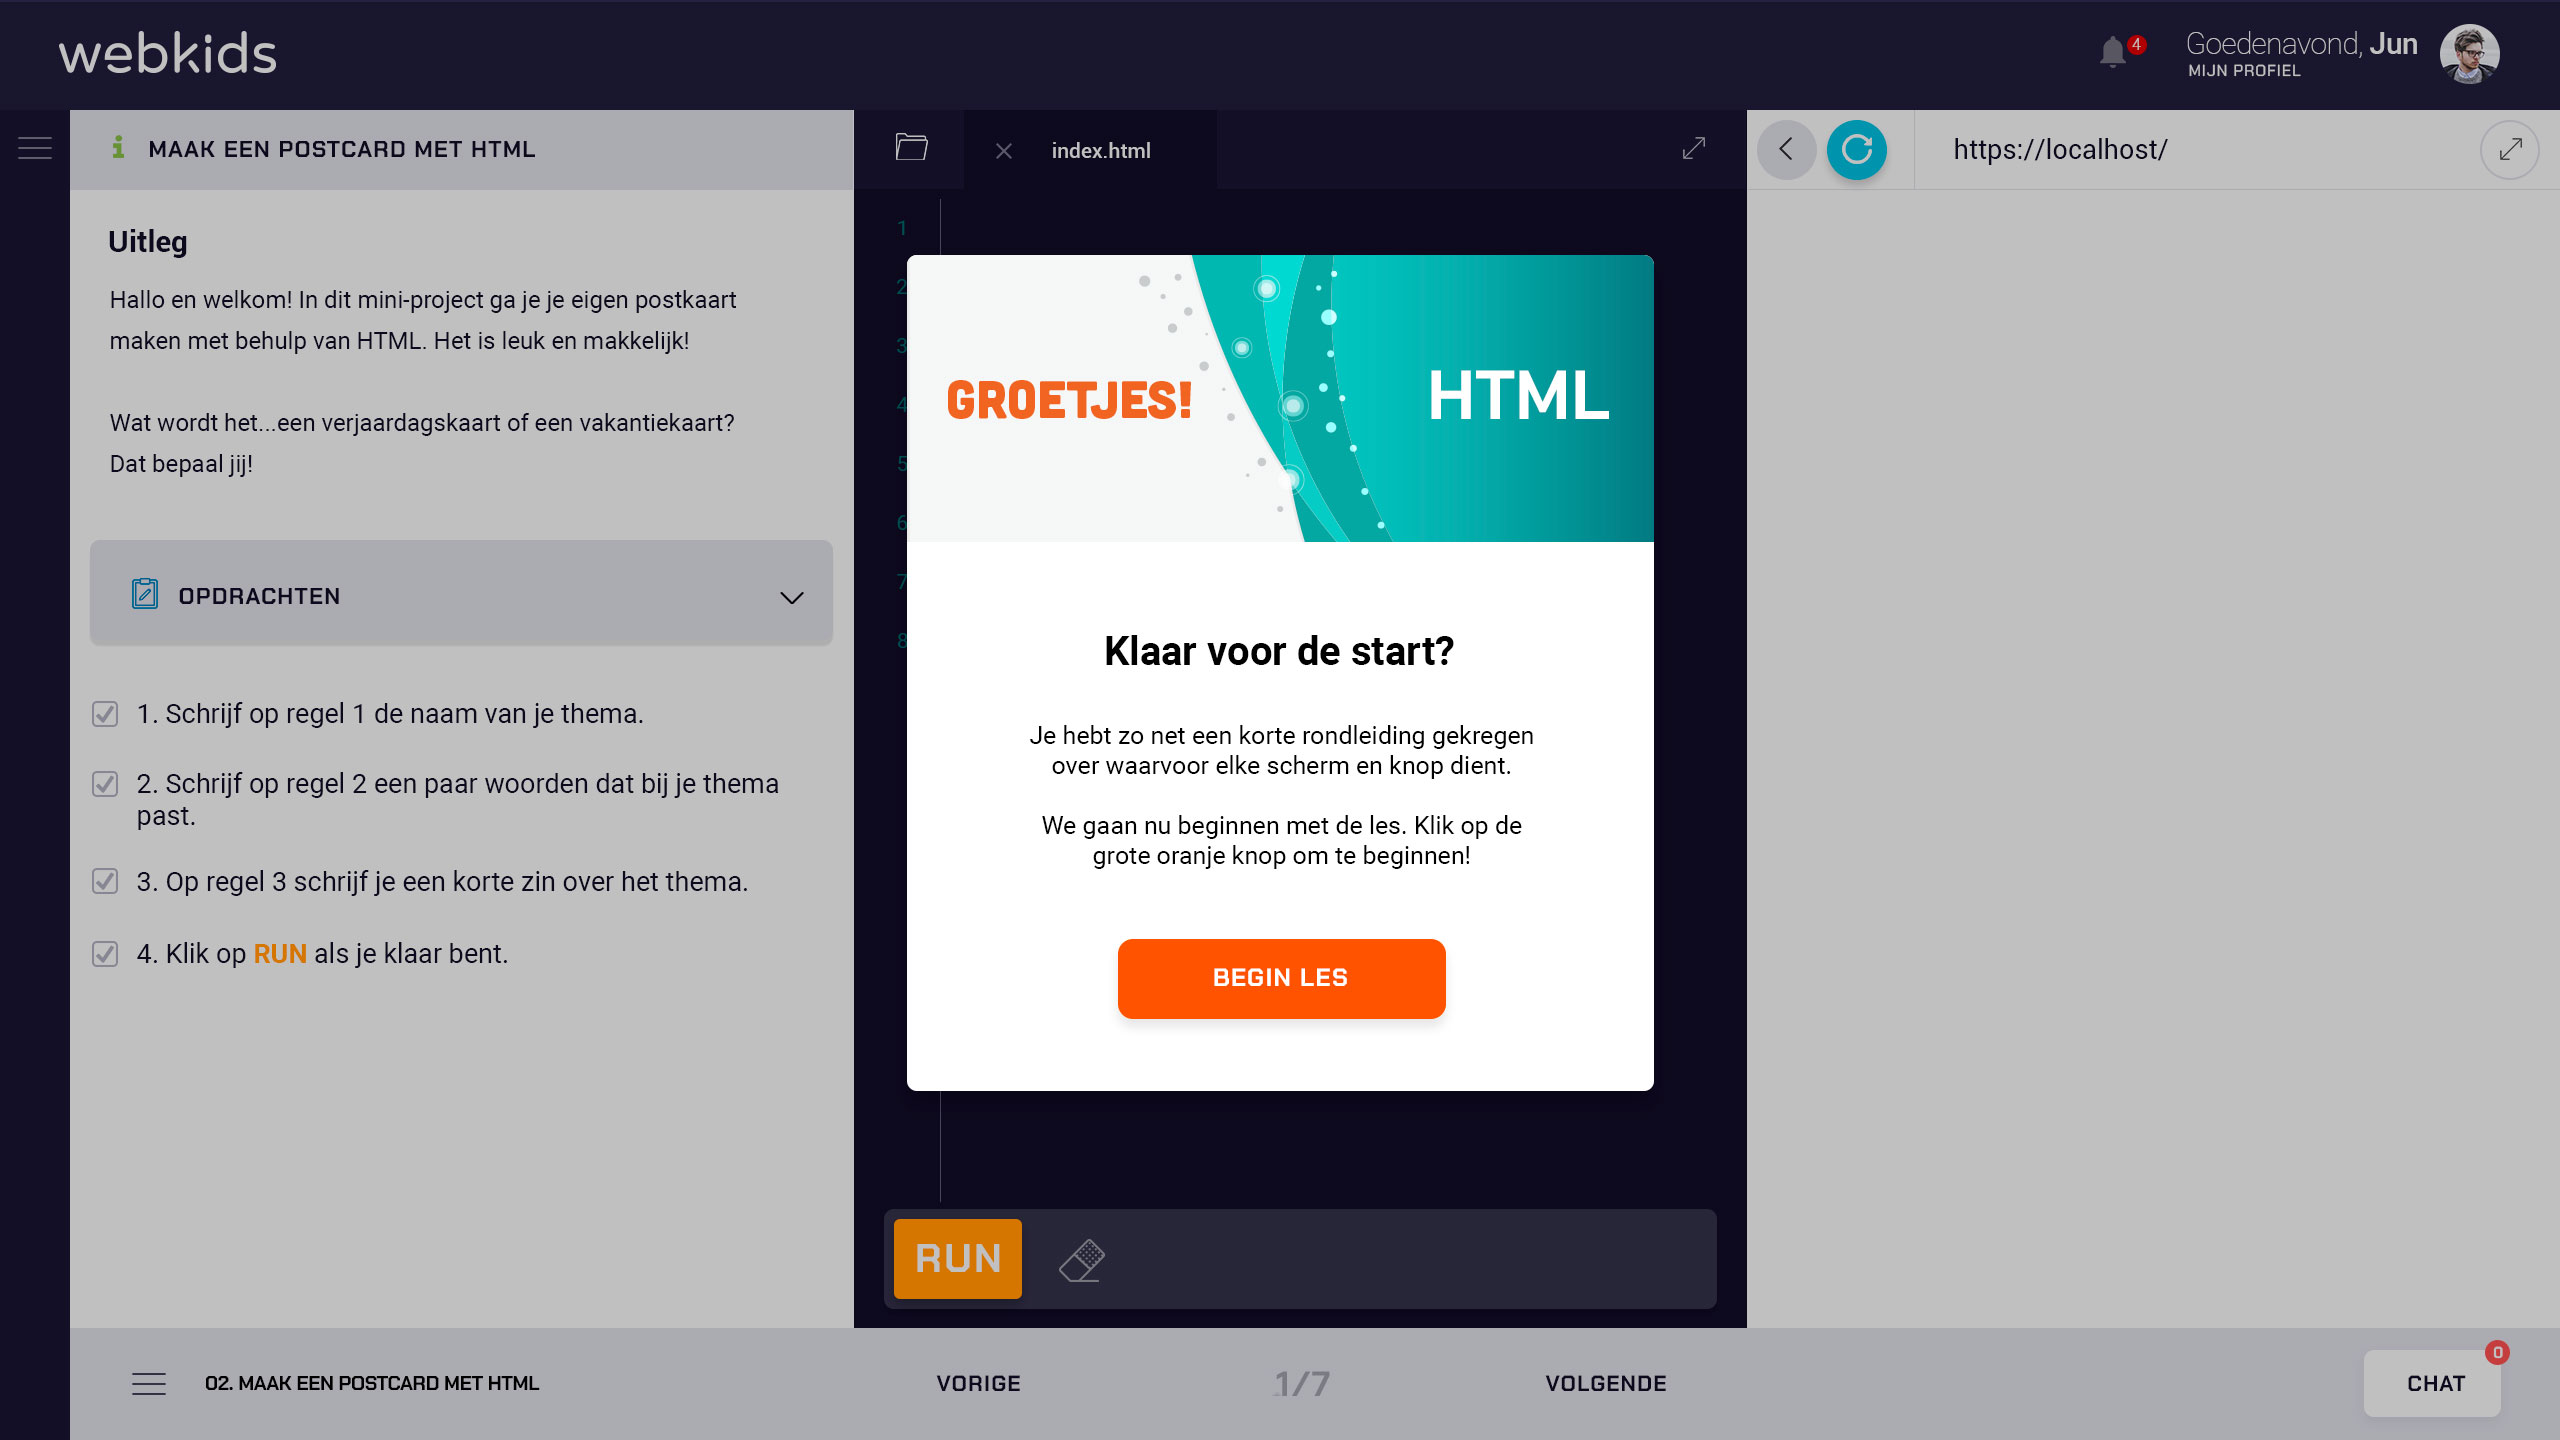 webkids
4
Goedenavond, Jun
MIJN PROFIEL
MAAK EEN POSTCARD MET HTML
index.html
https://localhost/
Uitleg
Hallo en welkom! In dit mini-project ga je je eigen postkaart
maken met behulp van HTML. Het is leuk en makkelijk!
Wat wordt het...een verjaardagskaart of een vakantiekaart?
Dat bepaal jij!
OPDRACHTEN
1. Schrijf op regel 1 de naam van je thema.
2. Schrijf op regel 2 een paar woorden dat bij je thema
past.
3. Op regel 3 schrijf je een korte zin over het thema.
4. Klik op RUN als je klaar bent.
1
2
3
4
5
6
7
8
GROETJES!
HTML
Klaar voor de start?
Je hebt zo net een korte rondleiding gekregen
over waarvoor elke scherm en knop dient.
We gaan nu beginnen met de les. Klik op de
grote oranje knop om te beginnen!
BEGIN LES
RUN
02. MAAK EEN POSTCARD MET HTML
VORIGE
1/7
VOLGENDE
CHAT
0